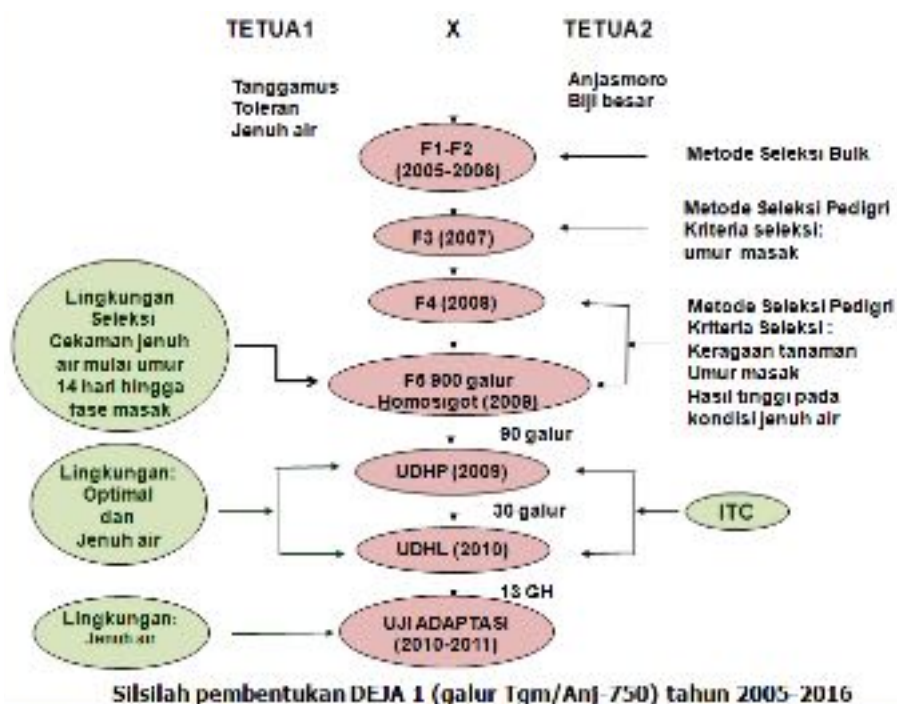 TETUA1 X TETUA2
Tanggamus
Toleran
Jenuh air
Anjasmoro
Biji besar
F1-F2
(2005-2006)
Metode Seleksi Bulk
F3 (2007)
Metode Seleksi Pedigri
Kriteria seleksi:
umur masak
Lingkungan
Seleksi
Cekaman jenuh
air mulai umur
14 hari hingga
fase masak
F4 (2008)
Metode Seleksi Pedigri
Kriteria Seleksi :
Keragaan tanaman
Umur masak
Hasil tinggi pada
kondisi jenuh air
F6 900 galur
Homosigot (2009)
90 galur
Lingkungan:
Optimal
dan
Jenuh air
UDHP (2009)
30 galur
ITC
UDHL (2010)
13 GH
Lingkungan:
Jenuh air
UJI ADAPTASI
(2010-2011)
Silsilah pembentukan DEJA 1 (galur Tgm/Anj-750) tahun 2005-2016